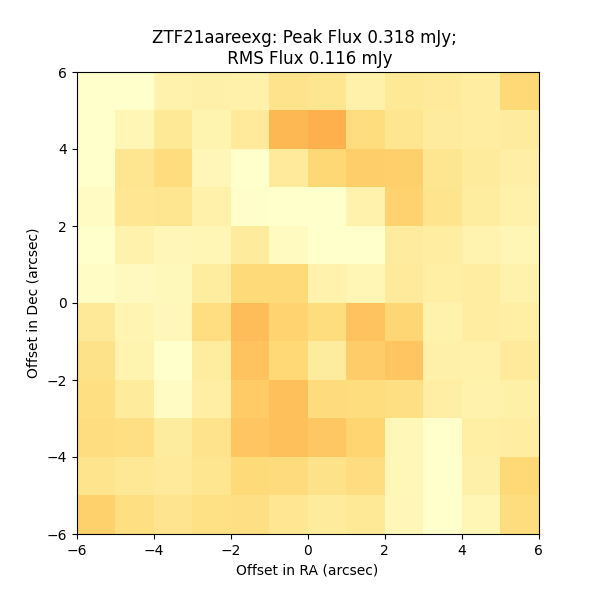 ZTF21aareexg: Peak Flux 0.318 mJy;
RMS Flux 0.116 mJy
6
4
2
0
−2
−4
−6
Offset in Dec (arcsec)
−6 −4 −2 0 2 4 6
Offset in RA (arcsec)